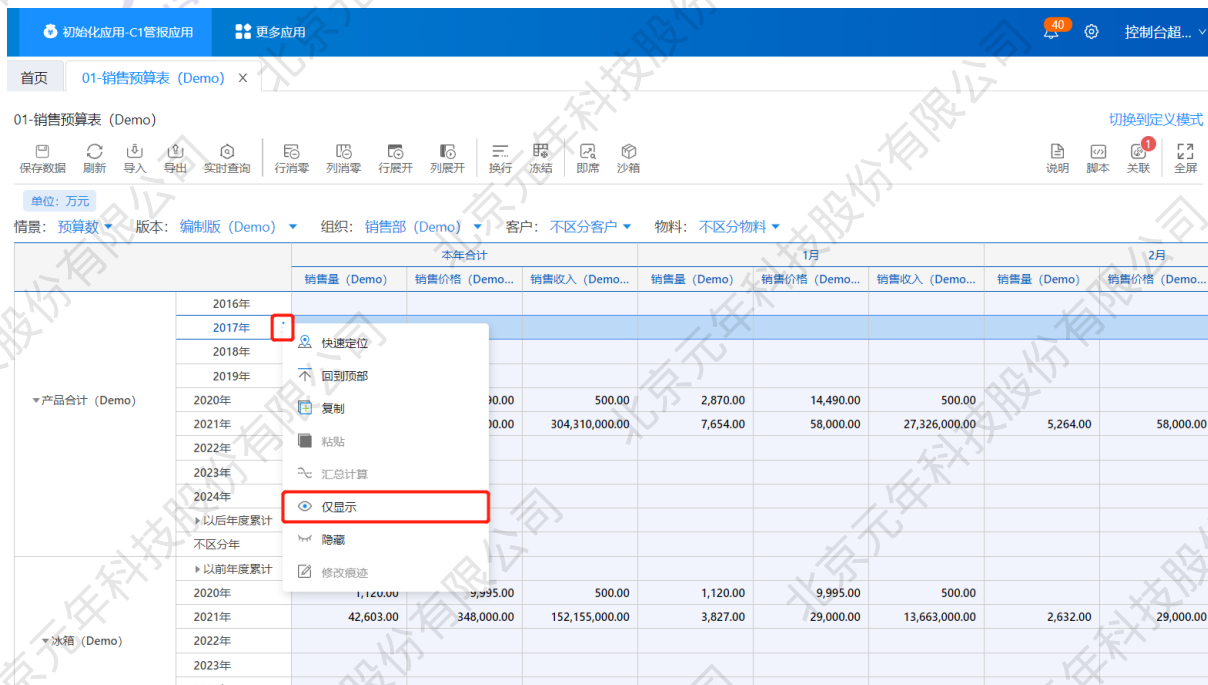 初始化应用-C1管报应用 更多应用 40 控制台超...
首页 01-销售预算表（Demo） X
01-销售预算表（Demo） 切换到定义模式
保存数据 刷新 导入 导出 实时查询 行消零 列消零 行展开 列展开 换行 冻结 即席 沙箱 说明 脚本 关联 1 全屏
单位：万元
情景： 预算数 版本： 编制版（Demo） 组织： 销售部（Demo） 客户： 不区分客户 物料： 不区分物料
本年合计 1月 2月
销售量（Demo） 销售价格（Demo... 销售收入（Demo... 销售量（Demo） 销售价格（Demo... 销售收入（Demo... 销售量（Demo） 销售价格（Demo...
2016年
2017年
快速定位
2018年
2019年 回到顶部
产品合计（Demo） 2020年 500.00 2,870.00 14,490.00 500.00
复制
2021年 304,310,000.00 7,654.00 58,000.00 27,326,000.00 5,264.00 58,000.00
粘贴
2022年
2023年 汇总计算
2024年
仅显示
以后年度累计
不区分年 隐藏
以前年度累计 修改痕迹
2020年 1,120.00 9,995.00 500.00 1,120.00 9,995.00 500.00
2021年 42,603.00 348,000.00 152,155,000.00 3,827.00 29,000.00 13,663,000.00 2,632.00 29,000.00
冰箱（Demo） 2022年
2023年
北京元年科技股份有限公司